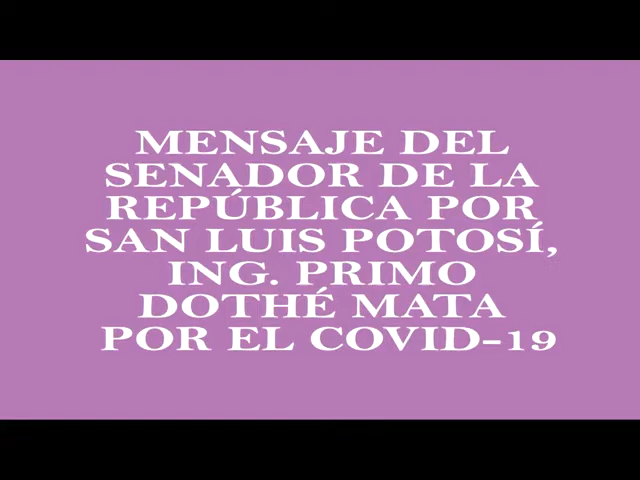 MENSAJE DEL
SENADOR DE LA
REPÚBLICA POR
SAN LUIS POTOSÍ,
ING. PRIMO
DOTHÉ MATA
POR EL COVID-19